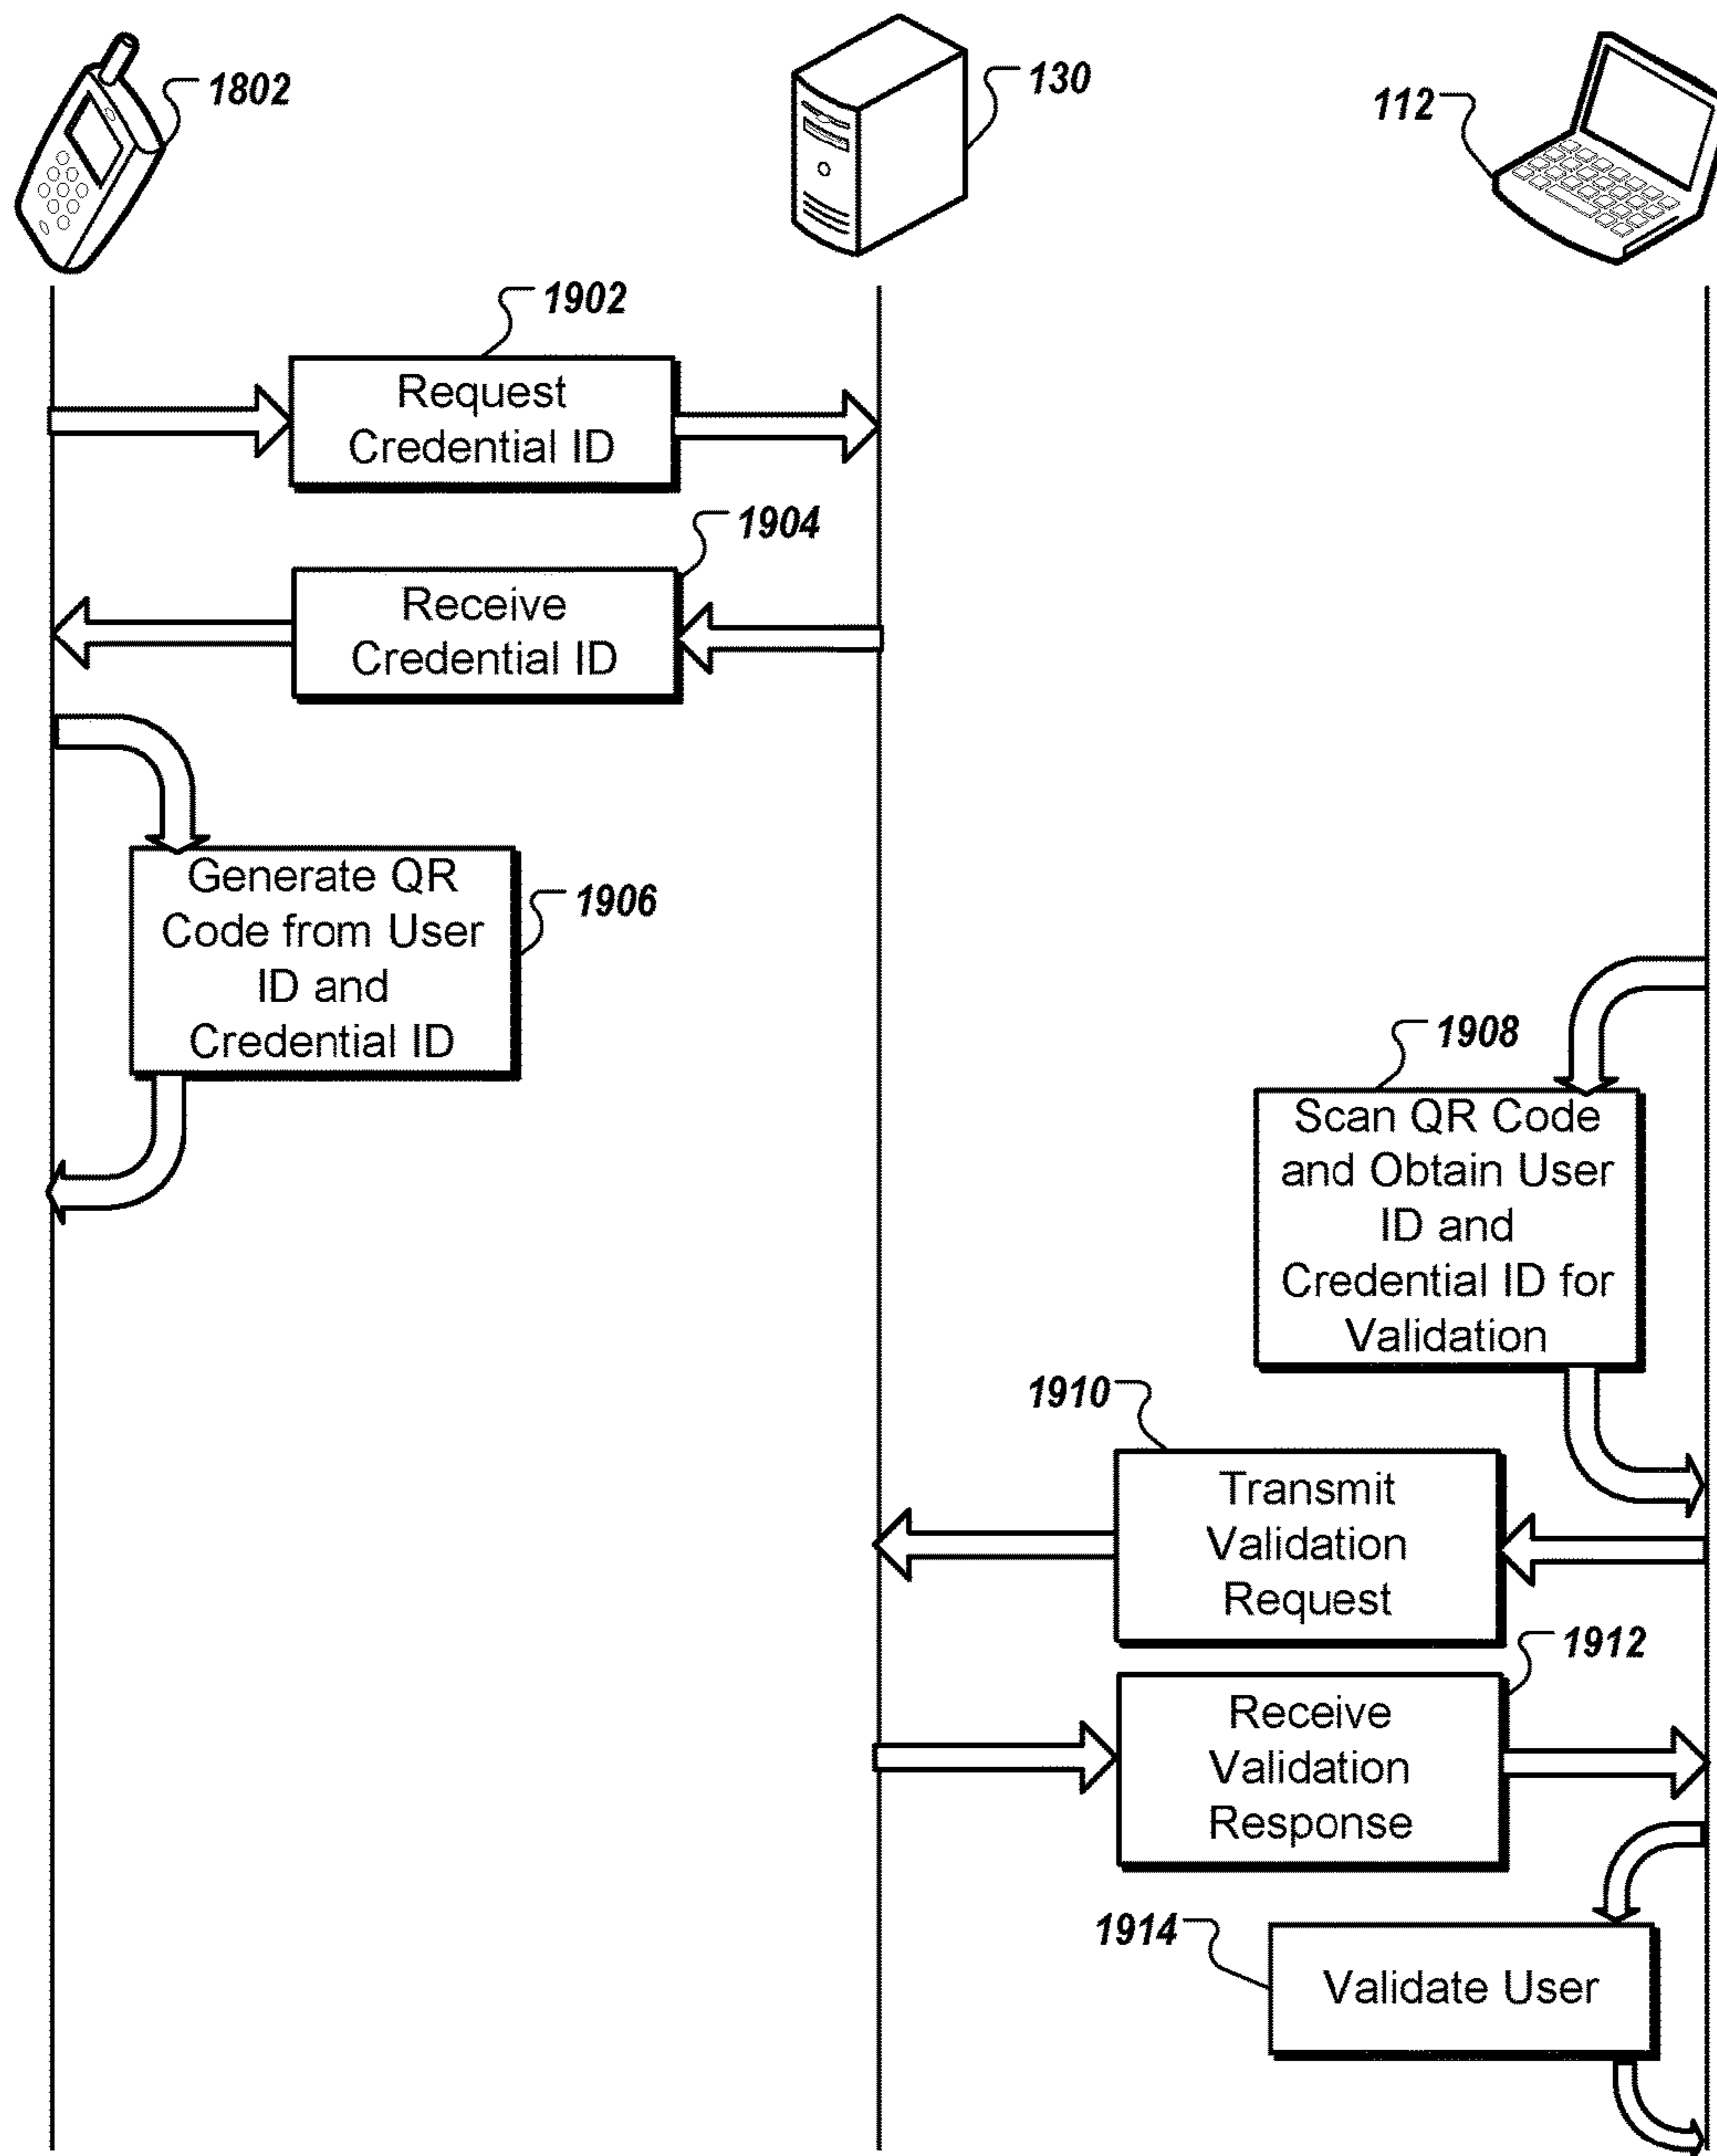 1802
130
112
1902
Request
Credential ID
1904
Receive
Credential ID
Generate QR
Code from User
ID and
Credential ID
1906
1908
Scan QR Code
and Obtain User
ID and
Credential ID for
Validation
1910
Transmit
Validation
Request
1912
Receive
Validation
Response
1914
Validate User